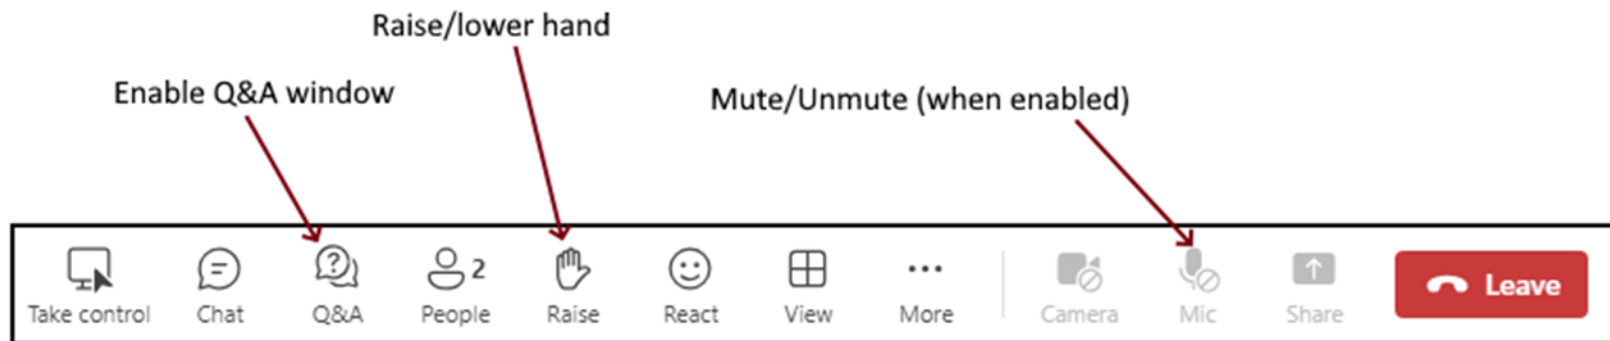 Raise/lower hand
Enable Q&A window
Mute/Unmute (when enabled)
2
Take control Chat Q&A People Raise React View More Camera Mic Share Leave